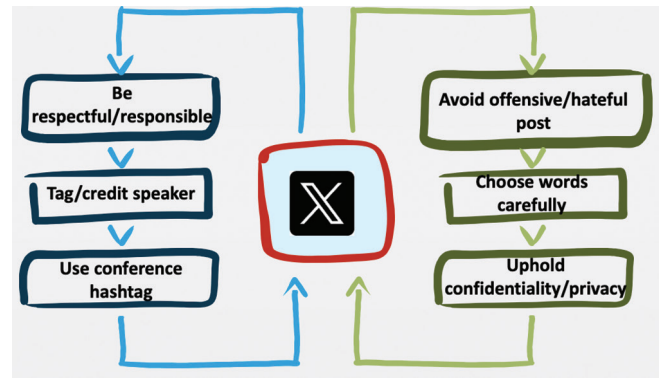 Be
respectful/responsible
Tag/credit speaker
Use conference
hashtag
X
Avoid offensive/hateful
post
Choose words
carefully
Uphold
confidentiality/privacy